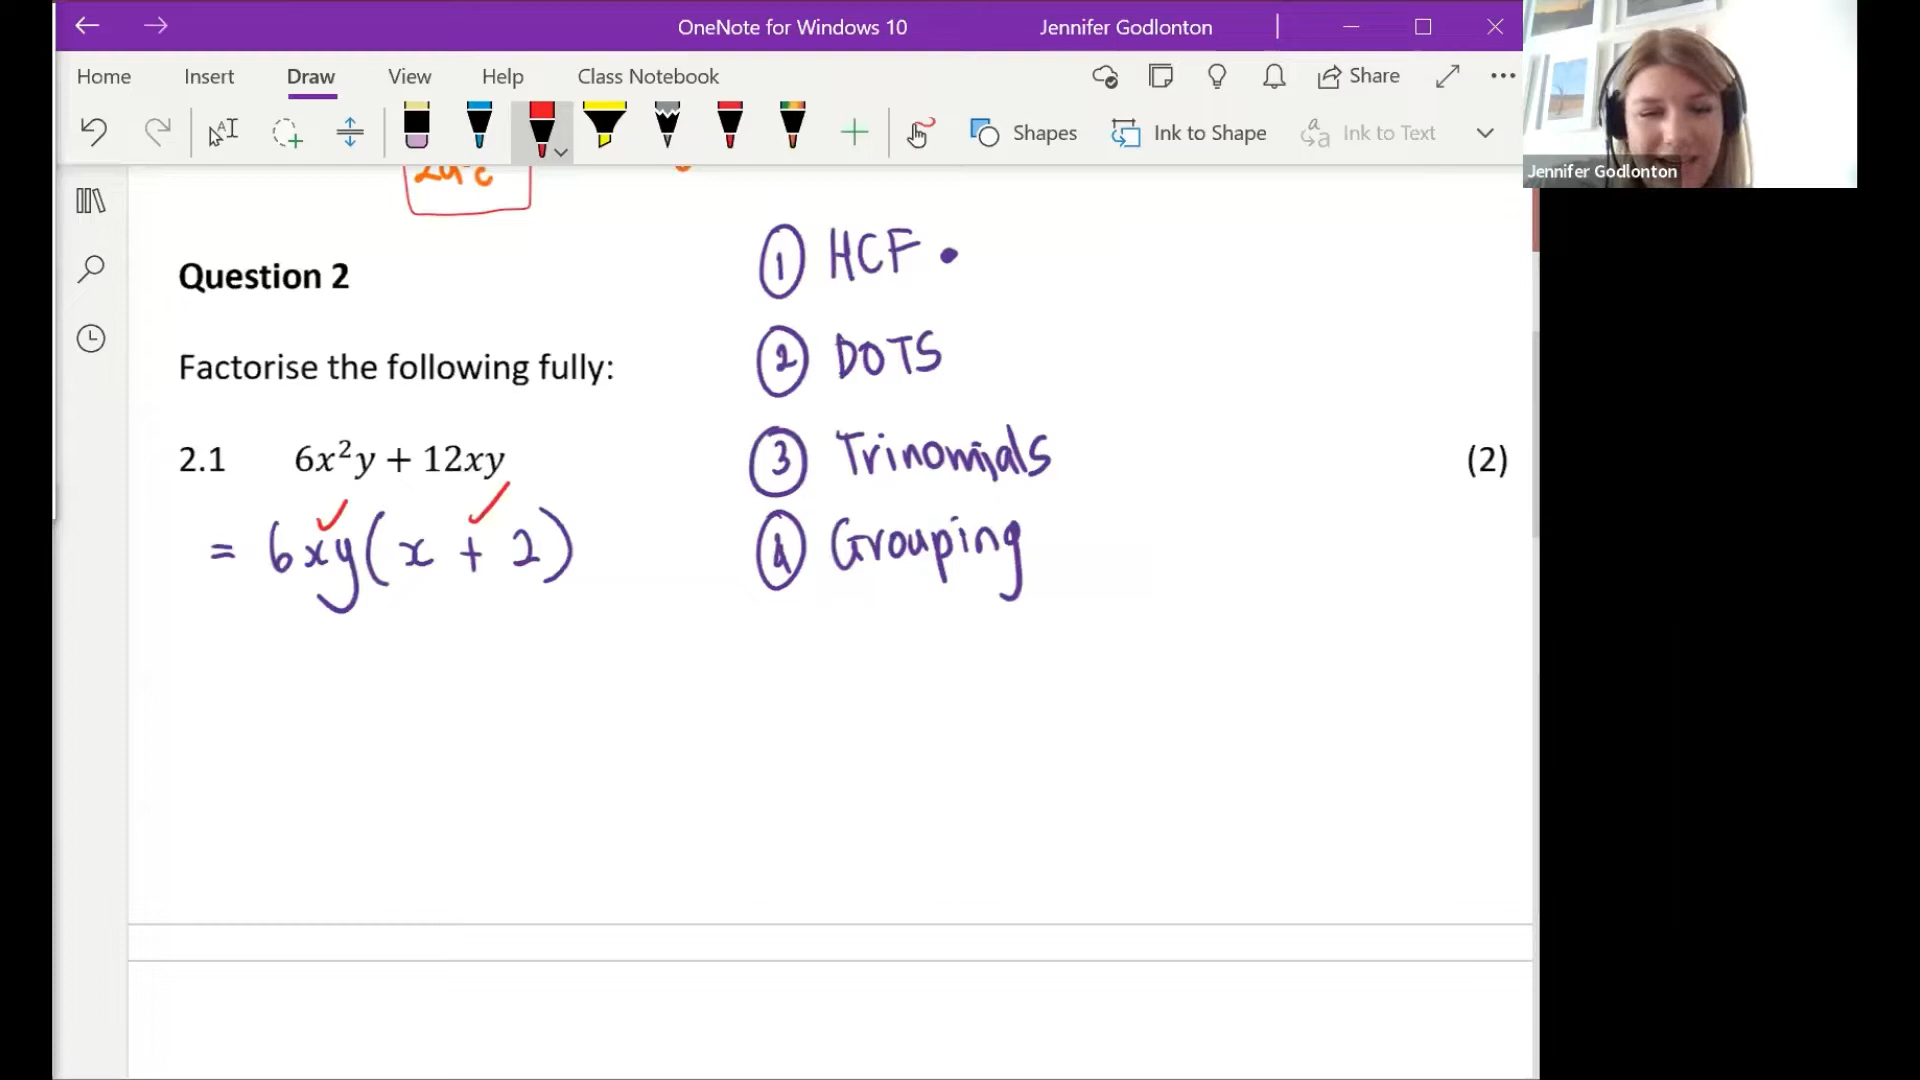 OneNote for Windows 10
Jennifer Godlonton
Home Insert Draw View Help Class Notebook Share
Shapes Ink to Shape Ink to Text
Jennifer Godlonton
Question 2
Factorise the following fully:
2.1 6x²y + 12xy (2)
= 6xy(x + 2)
① HCF •
② DOTS
③ Trinomials
④ Grouping